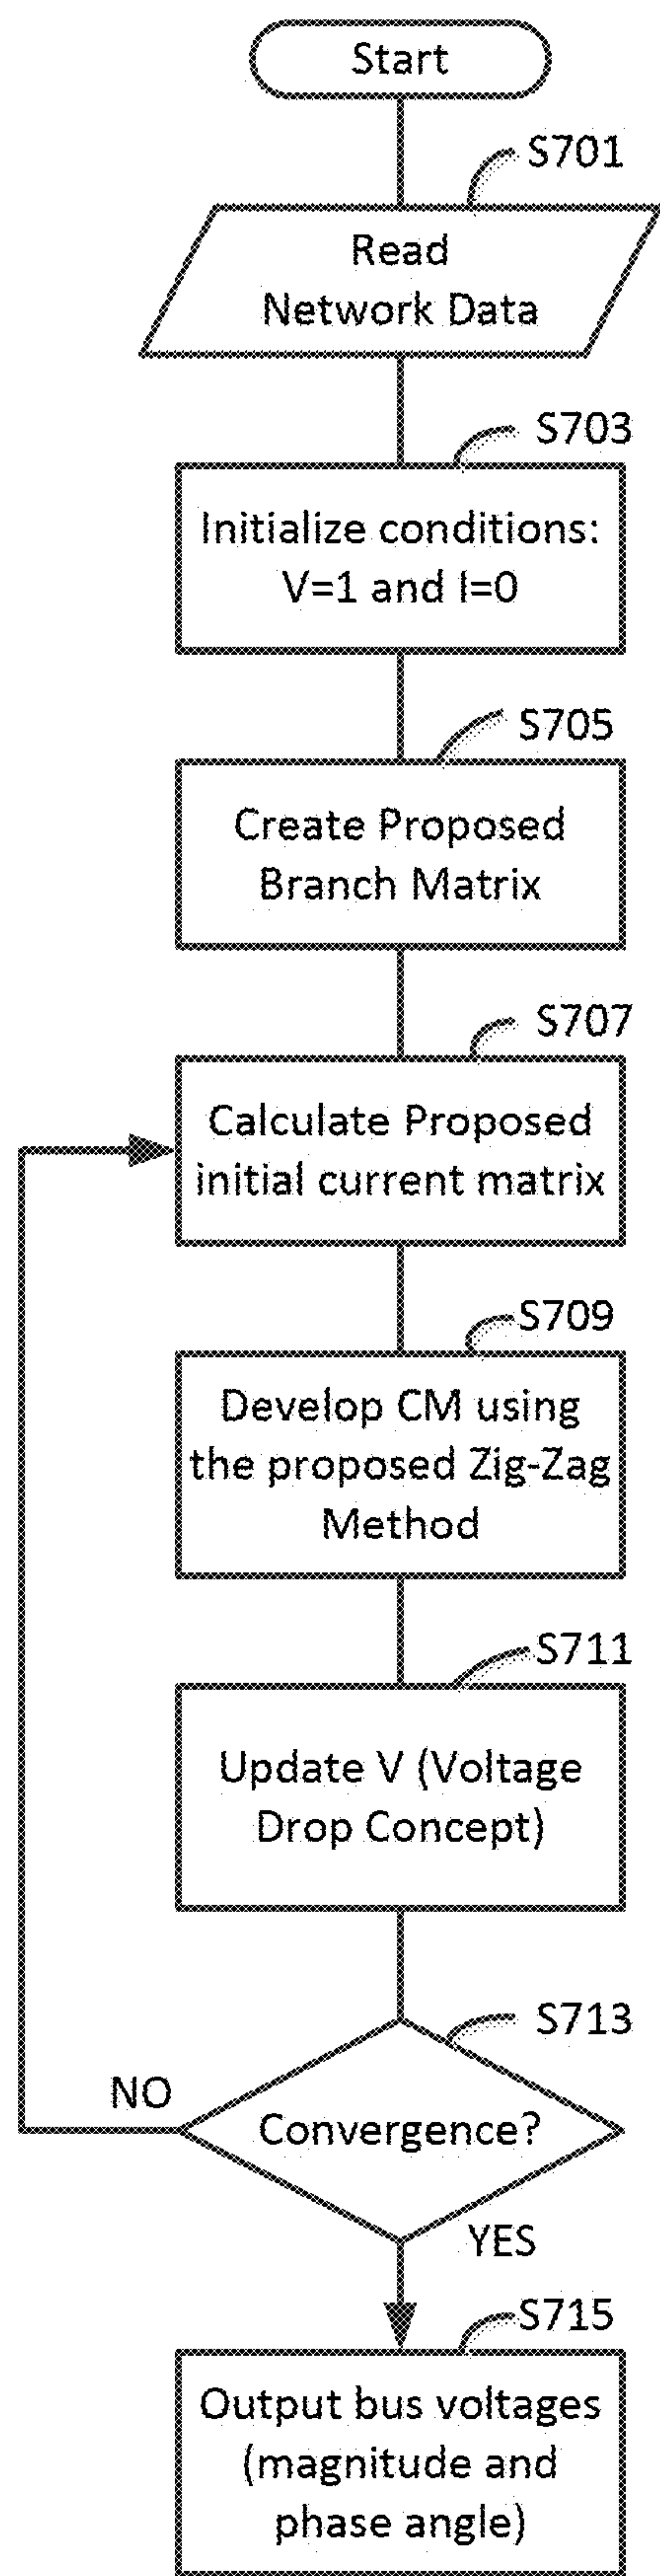 Start
S701
Read
Network Data
S703
Initialize conditions:
V=1 and I=0
S705
Create Proposed
Branch Matrix
S707
Calculate Proposed
initial current matrix
S709
Develop CM using
the proposed Zig-Zag
Method
S711
Update V (Voltage
Drop Concept)
S713
NO
Convergence?
YES
S715
Output bus voltages
(magnitude and
phase angle)